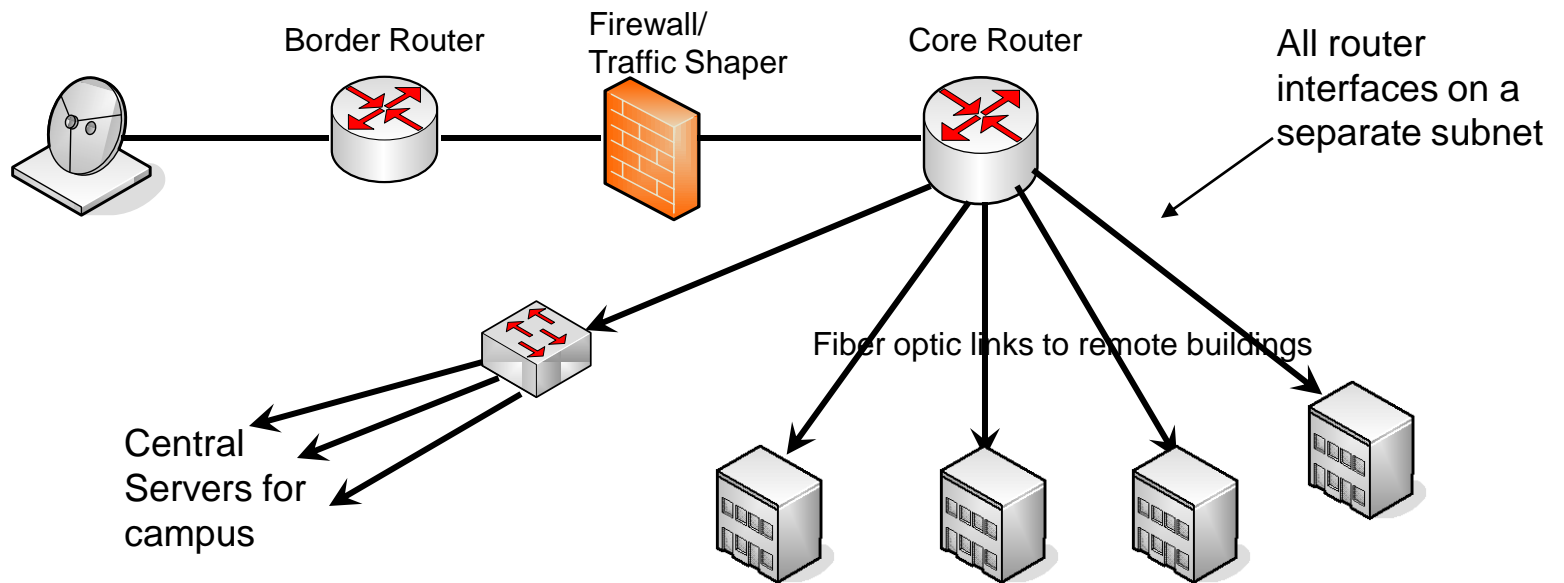 Border Router
Firewall/
Traffic Shaper
Core Router
All router
interfaces on a
separate subnet
Fiber optic links to remote buildings
Central
Servers for
campus